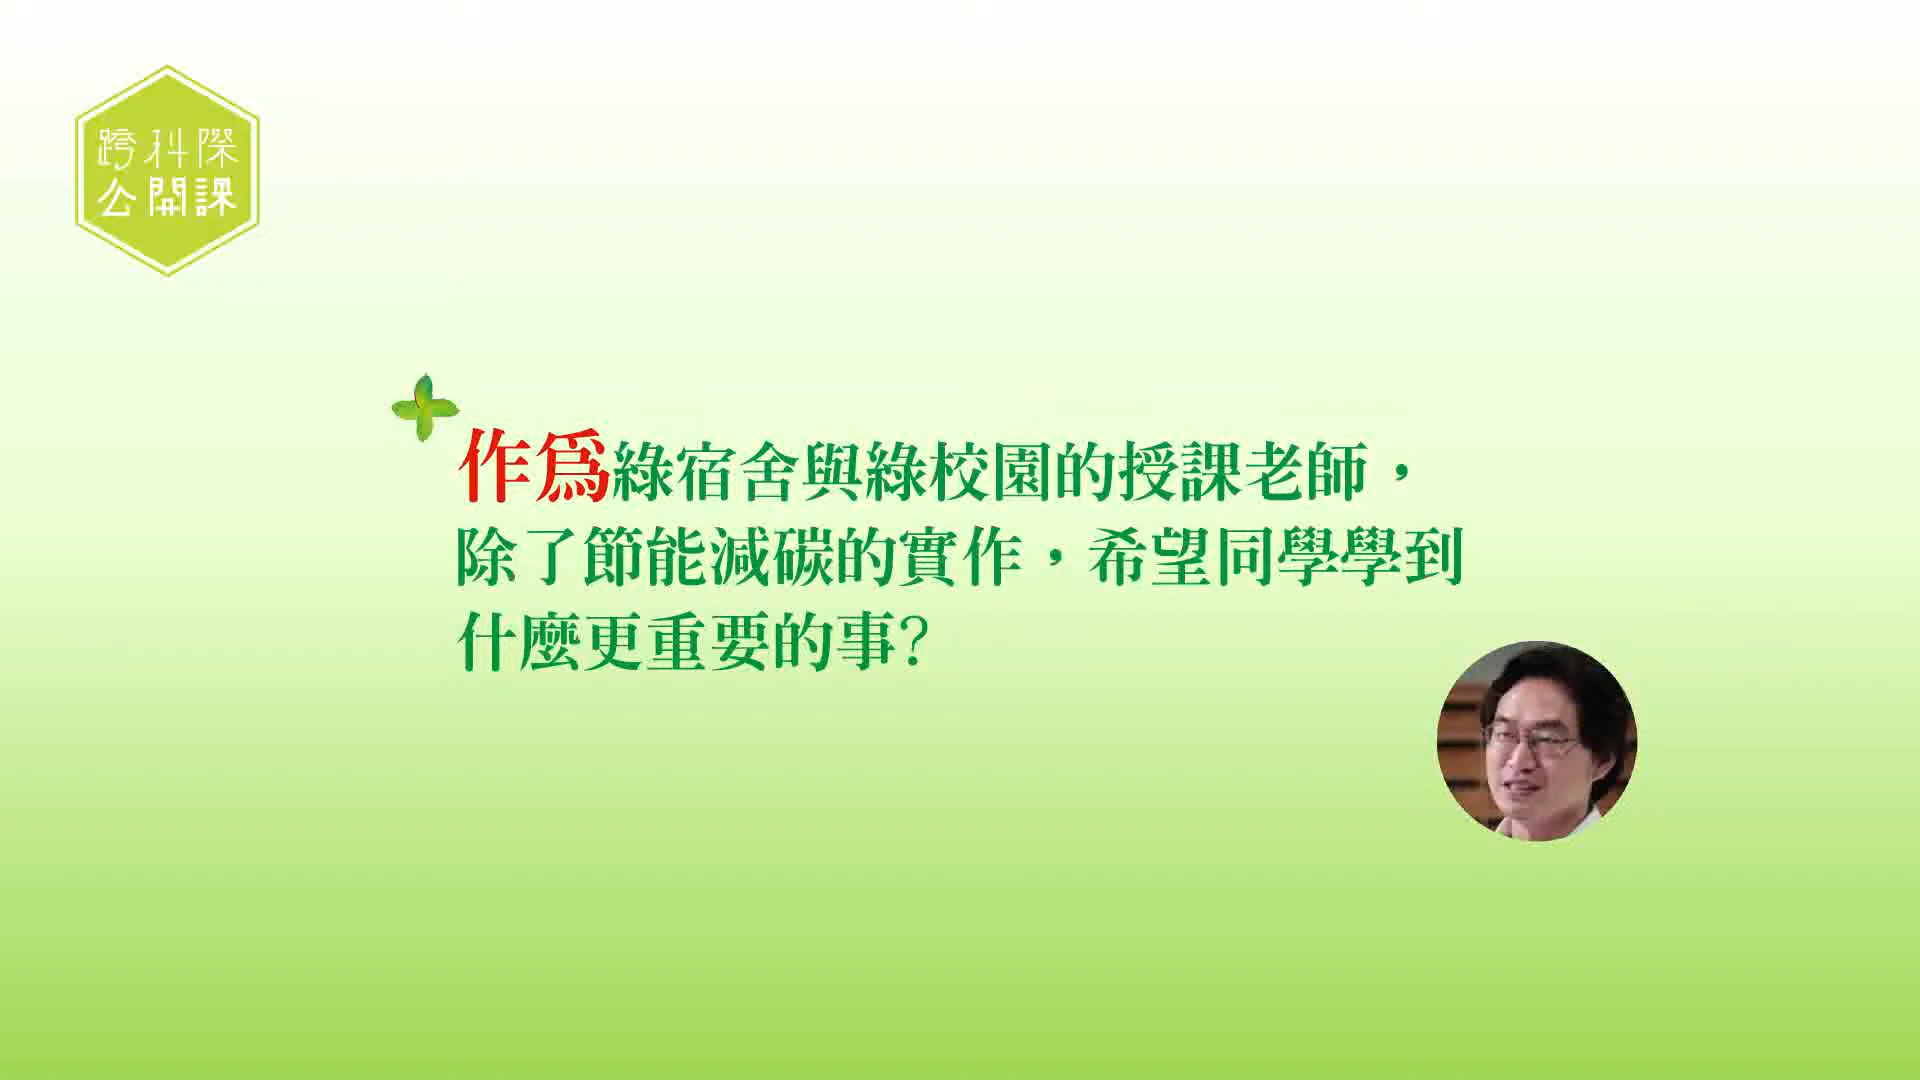 跨科際
公開課
作爲綠宿舍與綠校園的授課老師，
除了節能減碳的實作，希望同學學到
什麼更重要的事？